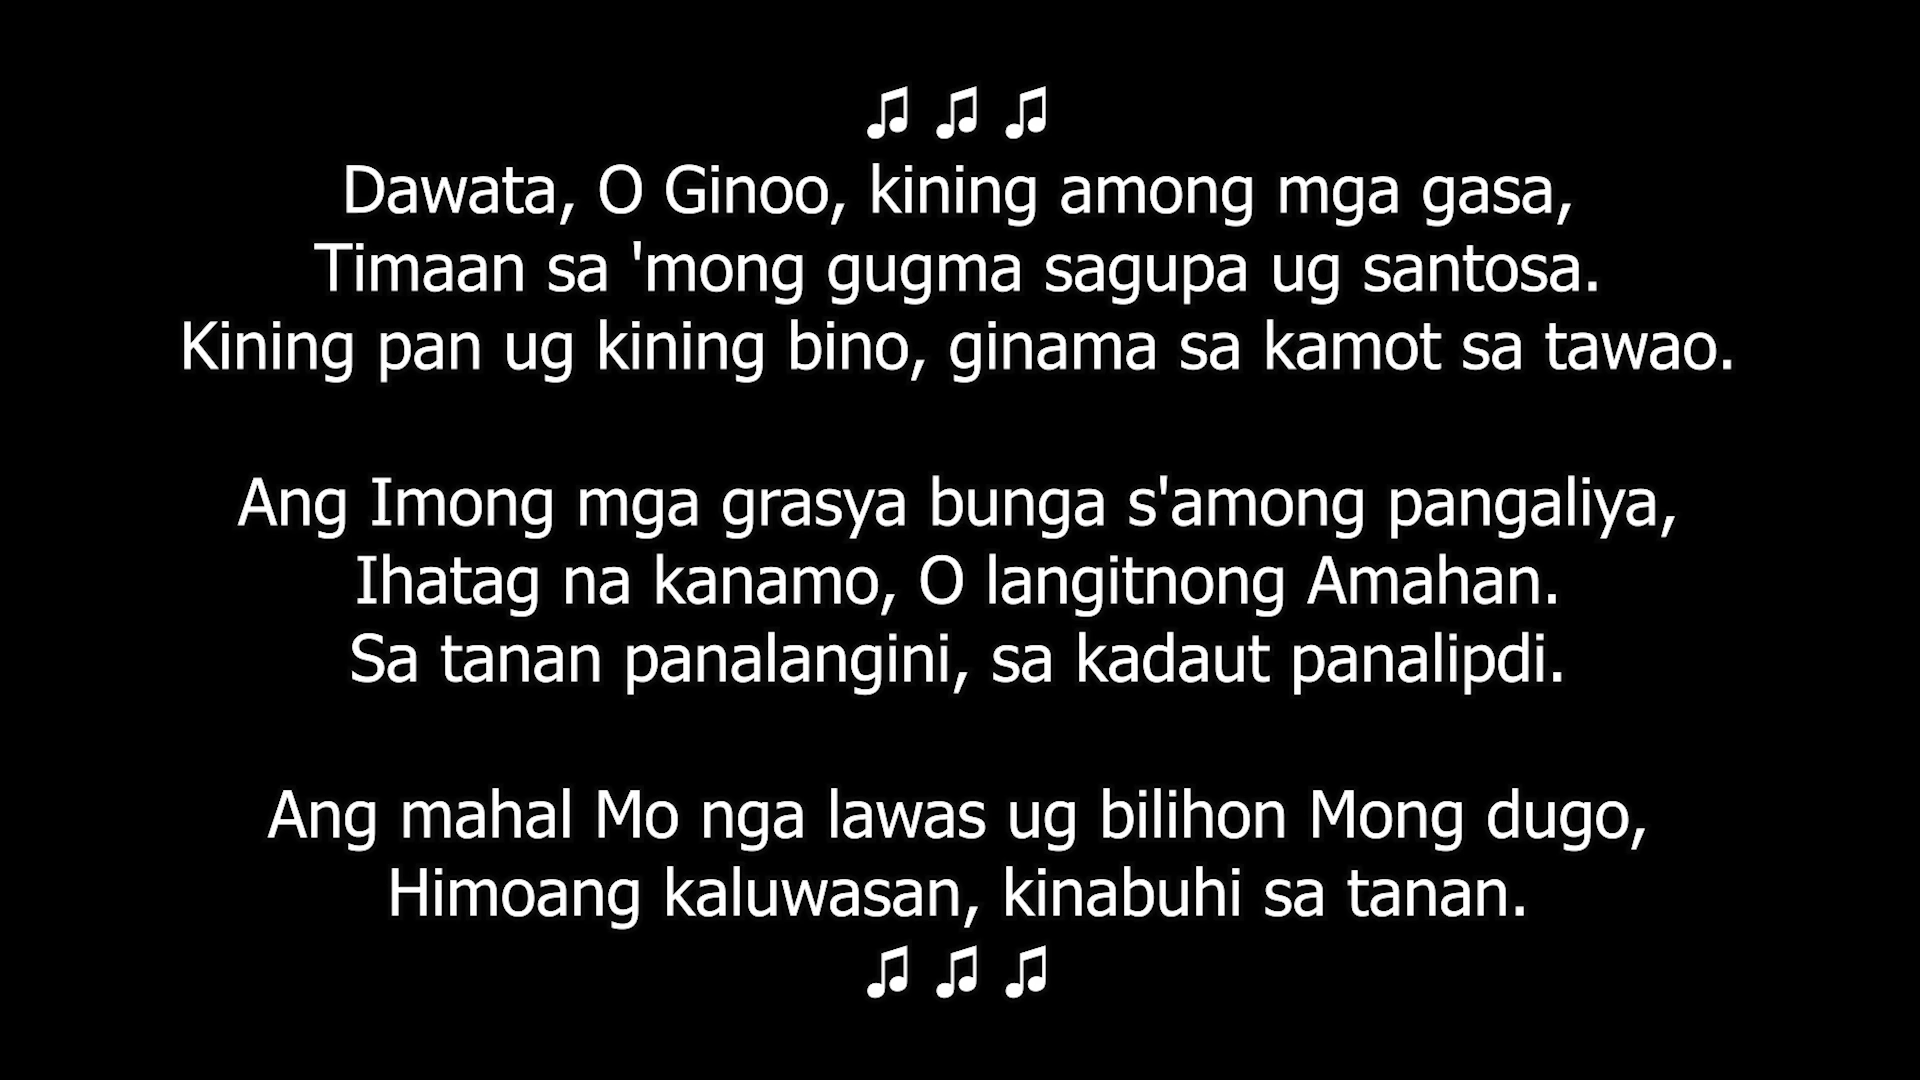 ♫ ♫ ♫
Dawata, O Ginoo, kining among mga gasa,
Timaan sa 'mong gugma sagupa ug santosa.
Kining pan ug kining bino, ginama sa kamot sa tawao.
Ang Imong mga grasya bunga s'among pangaliya,
Ihatag na kanamo, O langitnong Amahan.
Sa tanan panalangini, sa kadaut panalipdi.
Ang mahal Mo nga lawas ug bilihon Mong dugo,
Himoang kaluwasan, kinabuhi sa tanan.
♫ ♫ ♫